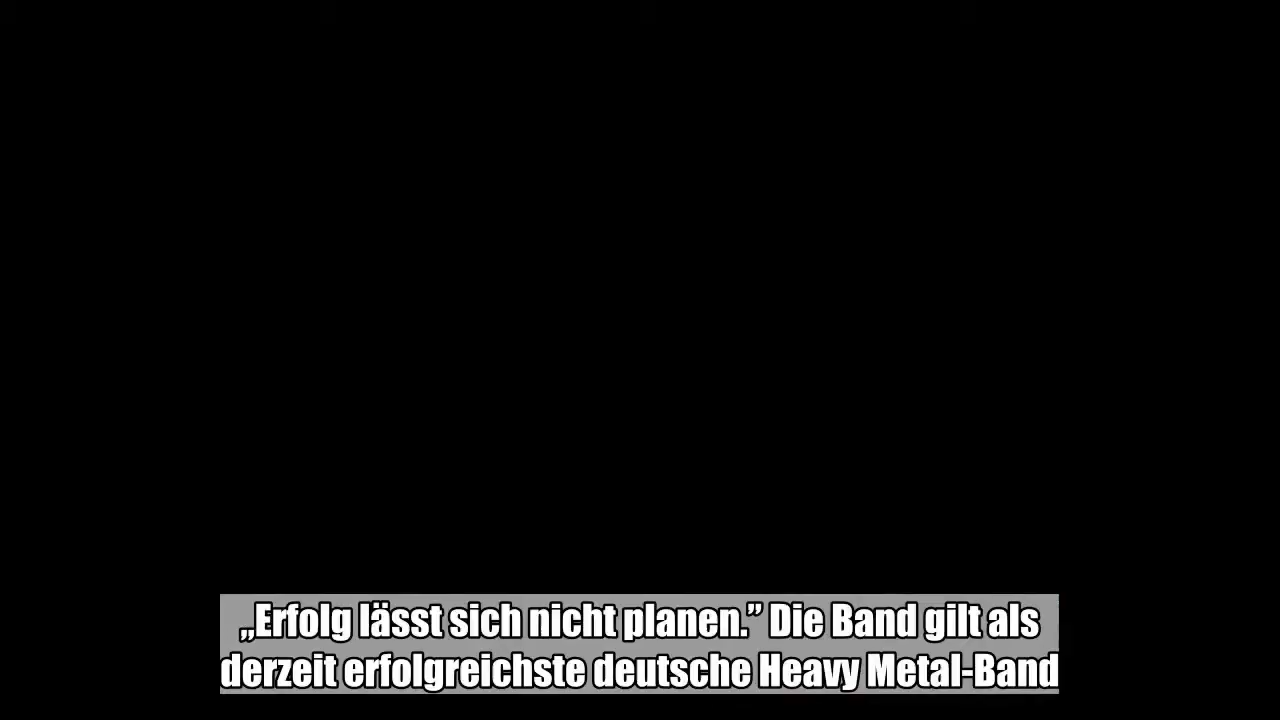 „Erfolg lässt sich nicht planen.” Die Band gilt als
derzeit erfolgreichste deutsche Heavy Metal-Band